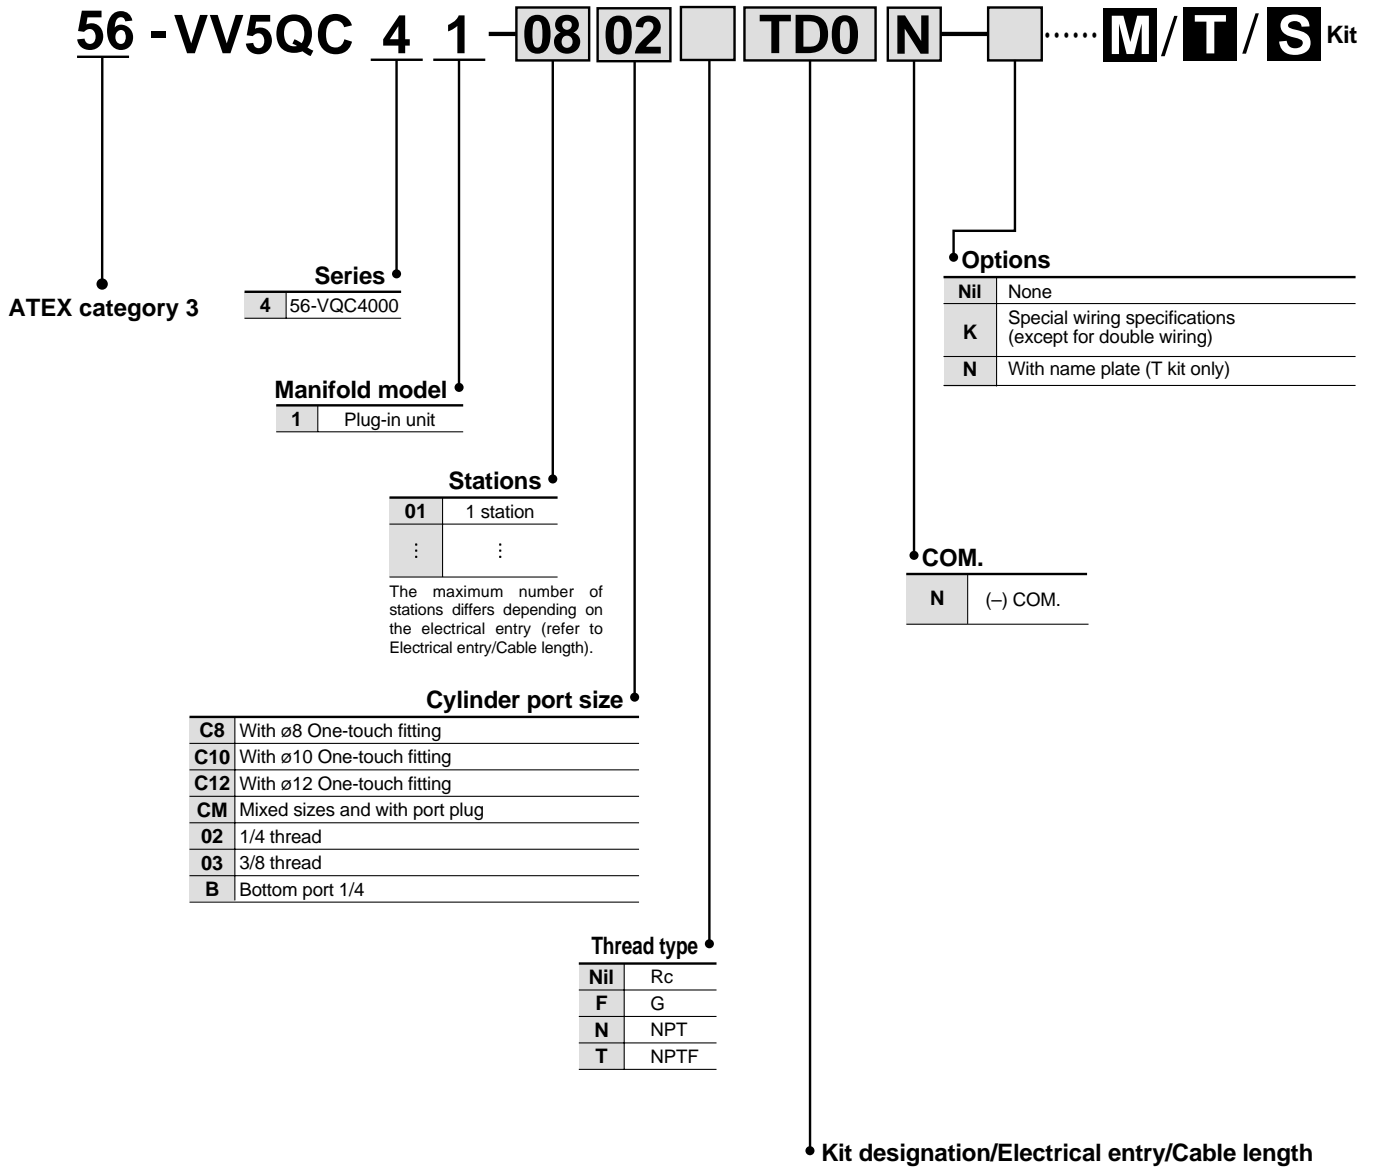 56 - VV5QC 4 1 - 08 02 TD0 N - ...... M / T / S Kit
ATEX category 3
Series
4 56-VQC4000
Manifold model
1 Plug-in unit
Stations
01 1 station
⋮ ⋮
The maximum number of
stations differs depending on
the electrical entry (refer to
Electrical entry/Cable length).
Cylinder port size
C8 With ø8 One-touch fitting
C10 With ø10 One-touch fitting
C12 With ø12 One-touch fitting
CM Mixed sizes and with port plug
02 1/4 thread
03 3/8 thread
B Bottom port 1/4
Thread type
Nil Rc
F G
N NPT
T NPTF
Kit designation/Electrical entry/Cable length
COM.
N (–) COM.
Options
Nil None
K Special wiring specifications
(except for double wiring)
N With name plate (T kit only)